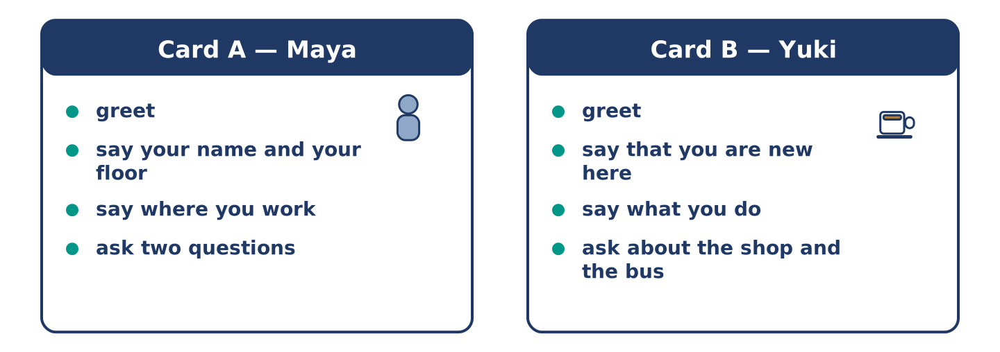 Card A — Maya
greet
say your name and your
floor
say where you work
ask two questions
Card B — Yuki
greet
say that you are new
here
say what you do
ask about the shop and
the bus